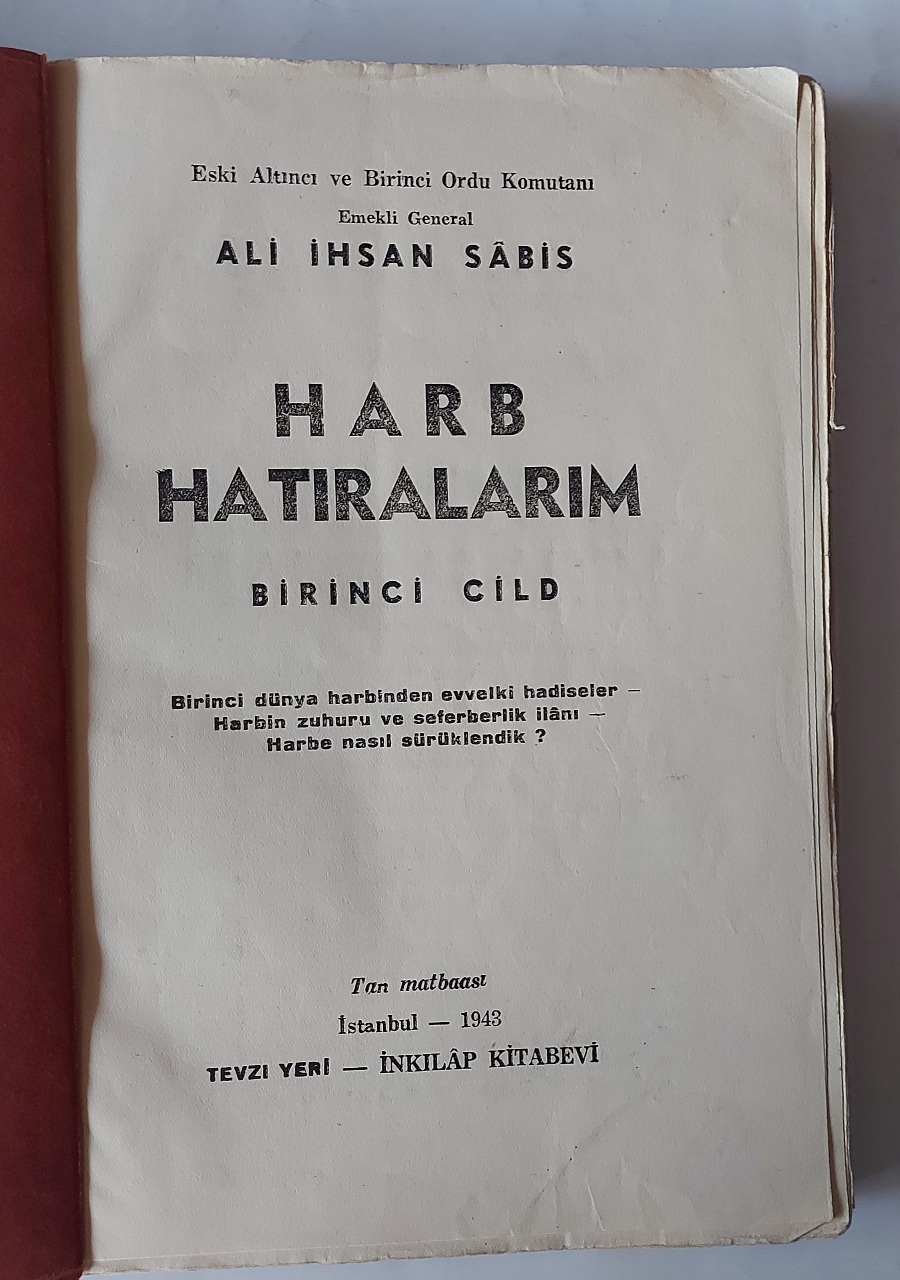 Eski Altıncı ve Birinci Ordu Komutanı
Emekli General
ALİ İHSAN SÂBİS
HARB
HATIRALARIM
BİRİNCİ CİLD
Birinci dünya harbinden evvelki hadiseler —
Harbin zuhuru ve seferberlik ilânı —
Harbe nasıl sürüklendik ?
Tan matbaası
İstanbul — 1943
TEVZI YERİ — İNKILÂP KİTABEVİ